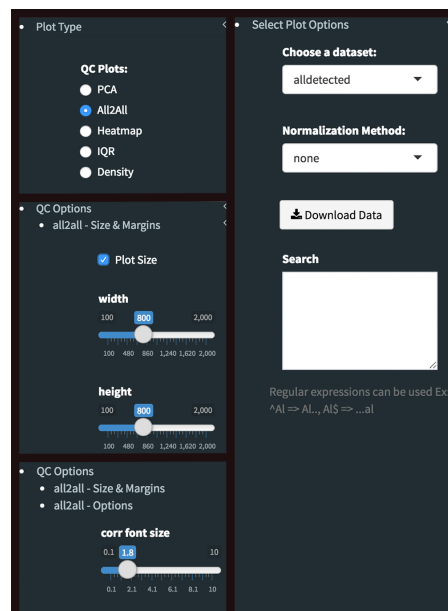 Plot Type
QC Plots:
PCA
All2All
Heatmap
IQR
Density
QC Options
all2all - Size & Margins
Plot Size
width
100 800 2,000
100 480 860 1,240 1,620 2,000
height
100 800 2,000
100 480 860 1,240 1,620 2,000
QC Options
all2all - Size & Margins
all2all - Options
corr font size
0.1 1.8 10
0.1 2.1 4.1 6.1 8.1 10
Select Plot Options
Choose a dataset:
alldetected
Normalization Method:
none
Download Data
Search
Regular expressions can be used Ex
^Al => Al.., Al$ => ...al